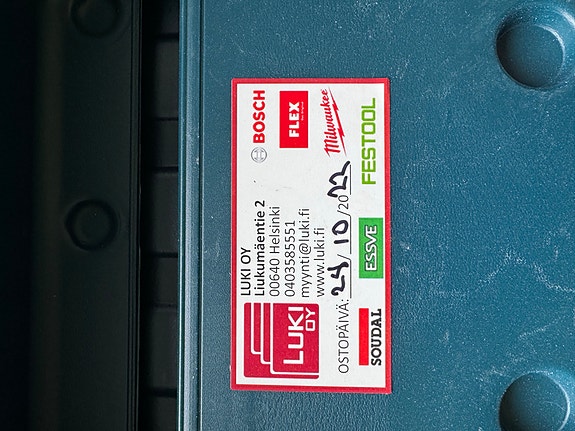 LUKI OY
LUKI OY
Liukumäentie 2
00640 Helsinki
0403585551
myynti@luki.fi
www.luki.fi
OSTOPÄIVÄ: 24/10/2022
BOSCH
FLEX
Milwaukee
SOUDAL
ESSVE
FESTOOL